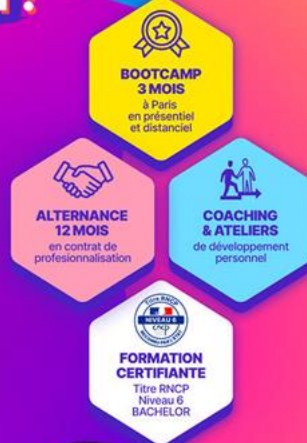 BOOTCAMP
3 MOIS
à Paris
en présentiel
et distanciel
ALTERNANCE
12 MOIS
en contrat de
profesionnalisation
COACHING
& ATELIERS
de développement
personnel
Titre RNCP
NIVEAU 6
cncp
FORMATION
CERTIFIANTE
Titre RNCP
Niveau 6
BACHELOR